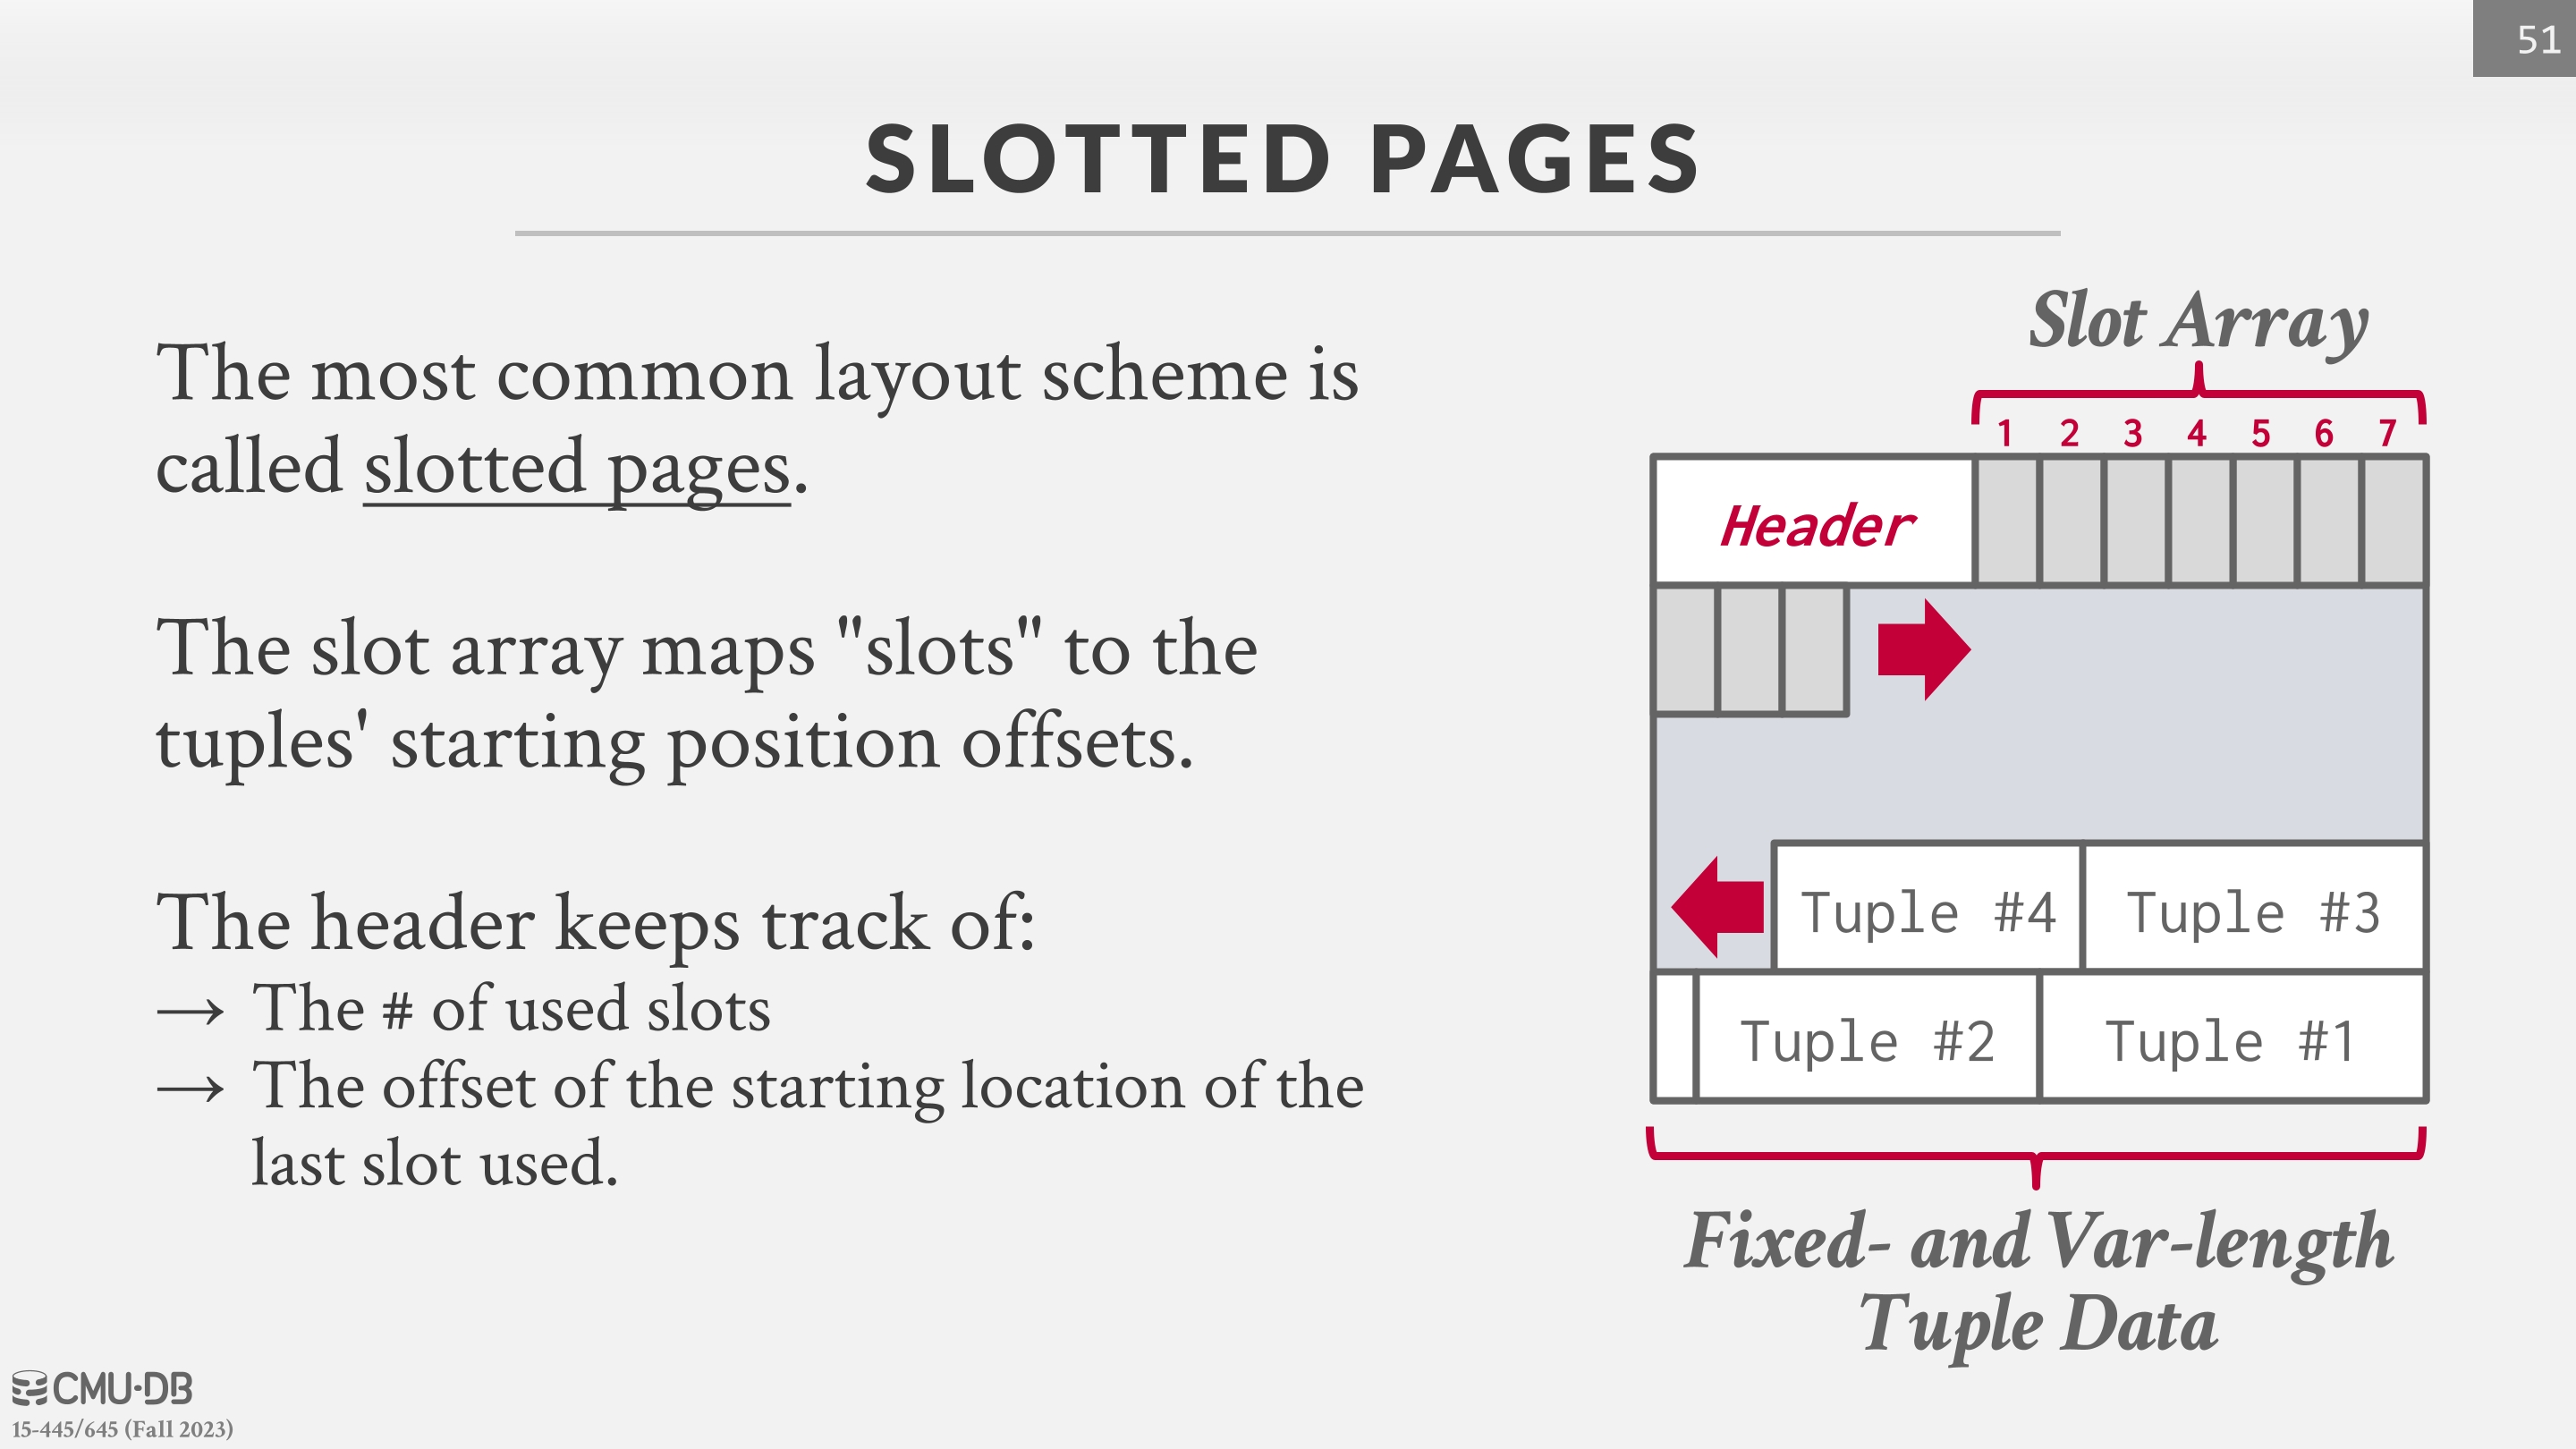 51
SLOTTED PAGES
The most common layout scheme is
called slotted pages.
The slot array maps "slots" to the
tuples' starting position offsets.
The header keeps track of:
→ The # of used slots
→ The offset of the starting location of the
last slot used.
Slot Array
1 2 3 4 5 6 7
Header
Tuple #4 Tuple #3
Tuple #2 Tuple #1
Fixed- and Var-length
Tuple Data
CMU·DB
15-445/645 (Fall 2023)